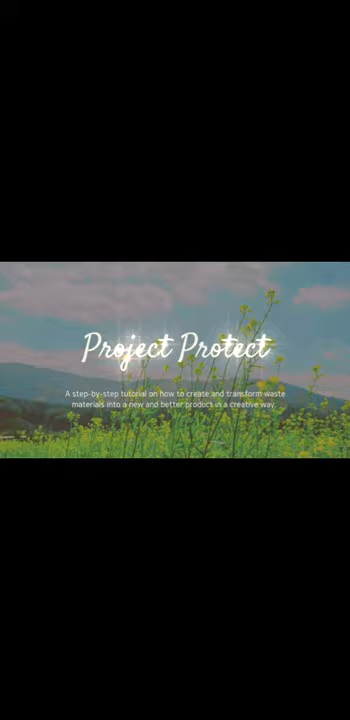 Project Protect
A step-by-step tutorial on how to create and transform waste
materials into a new and better product in a creative way.